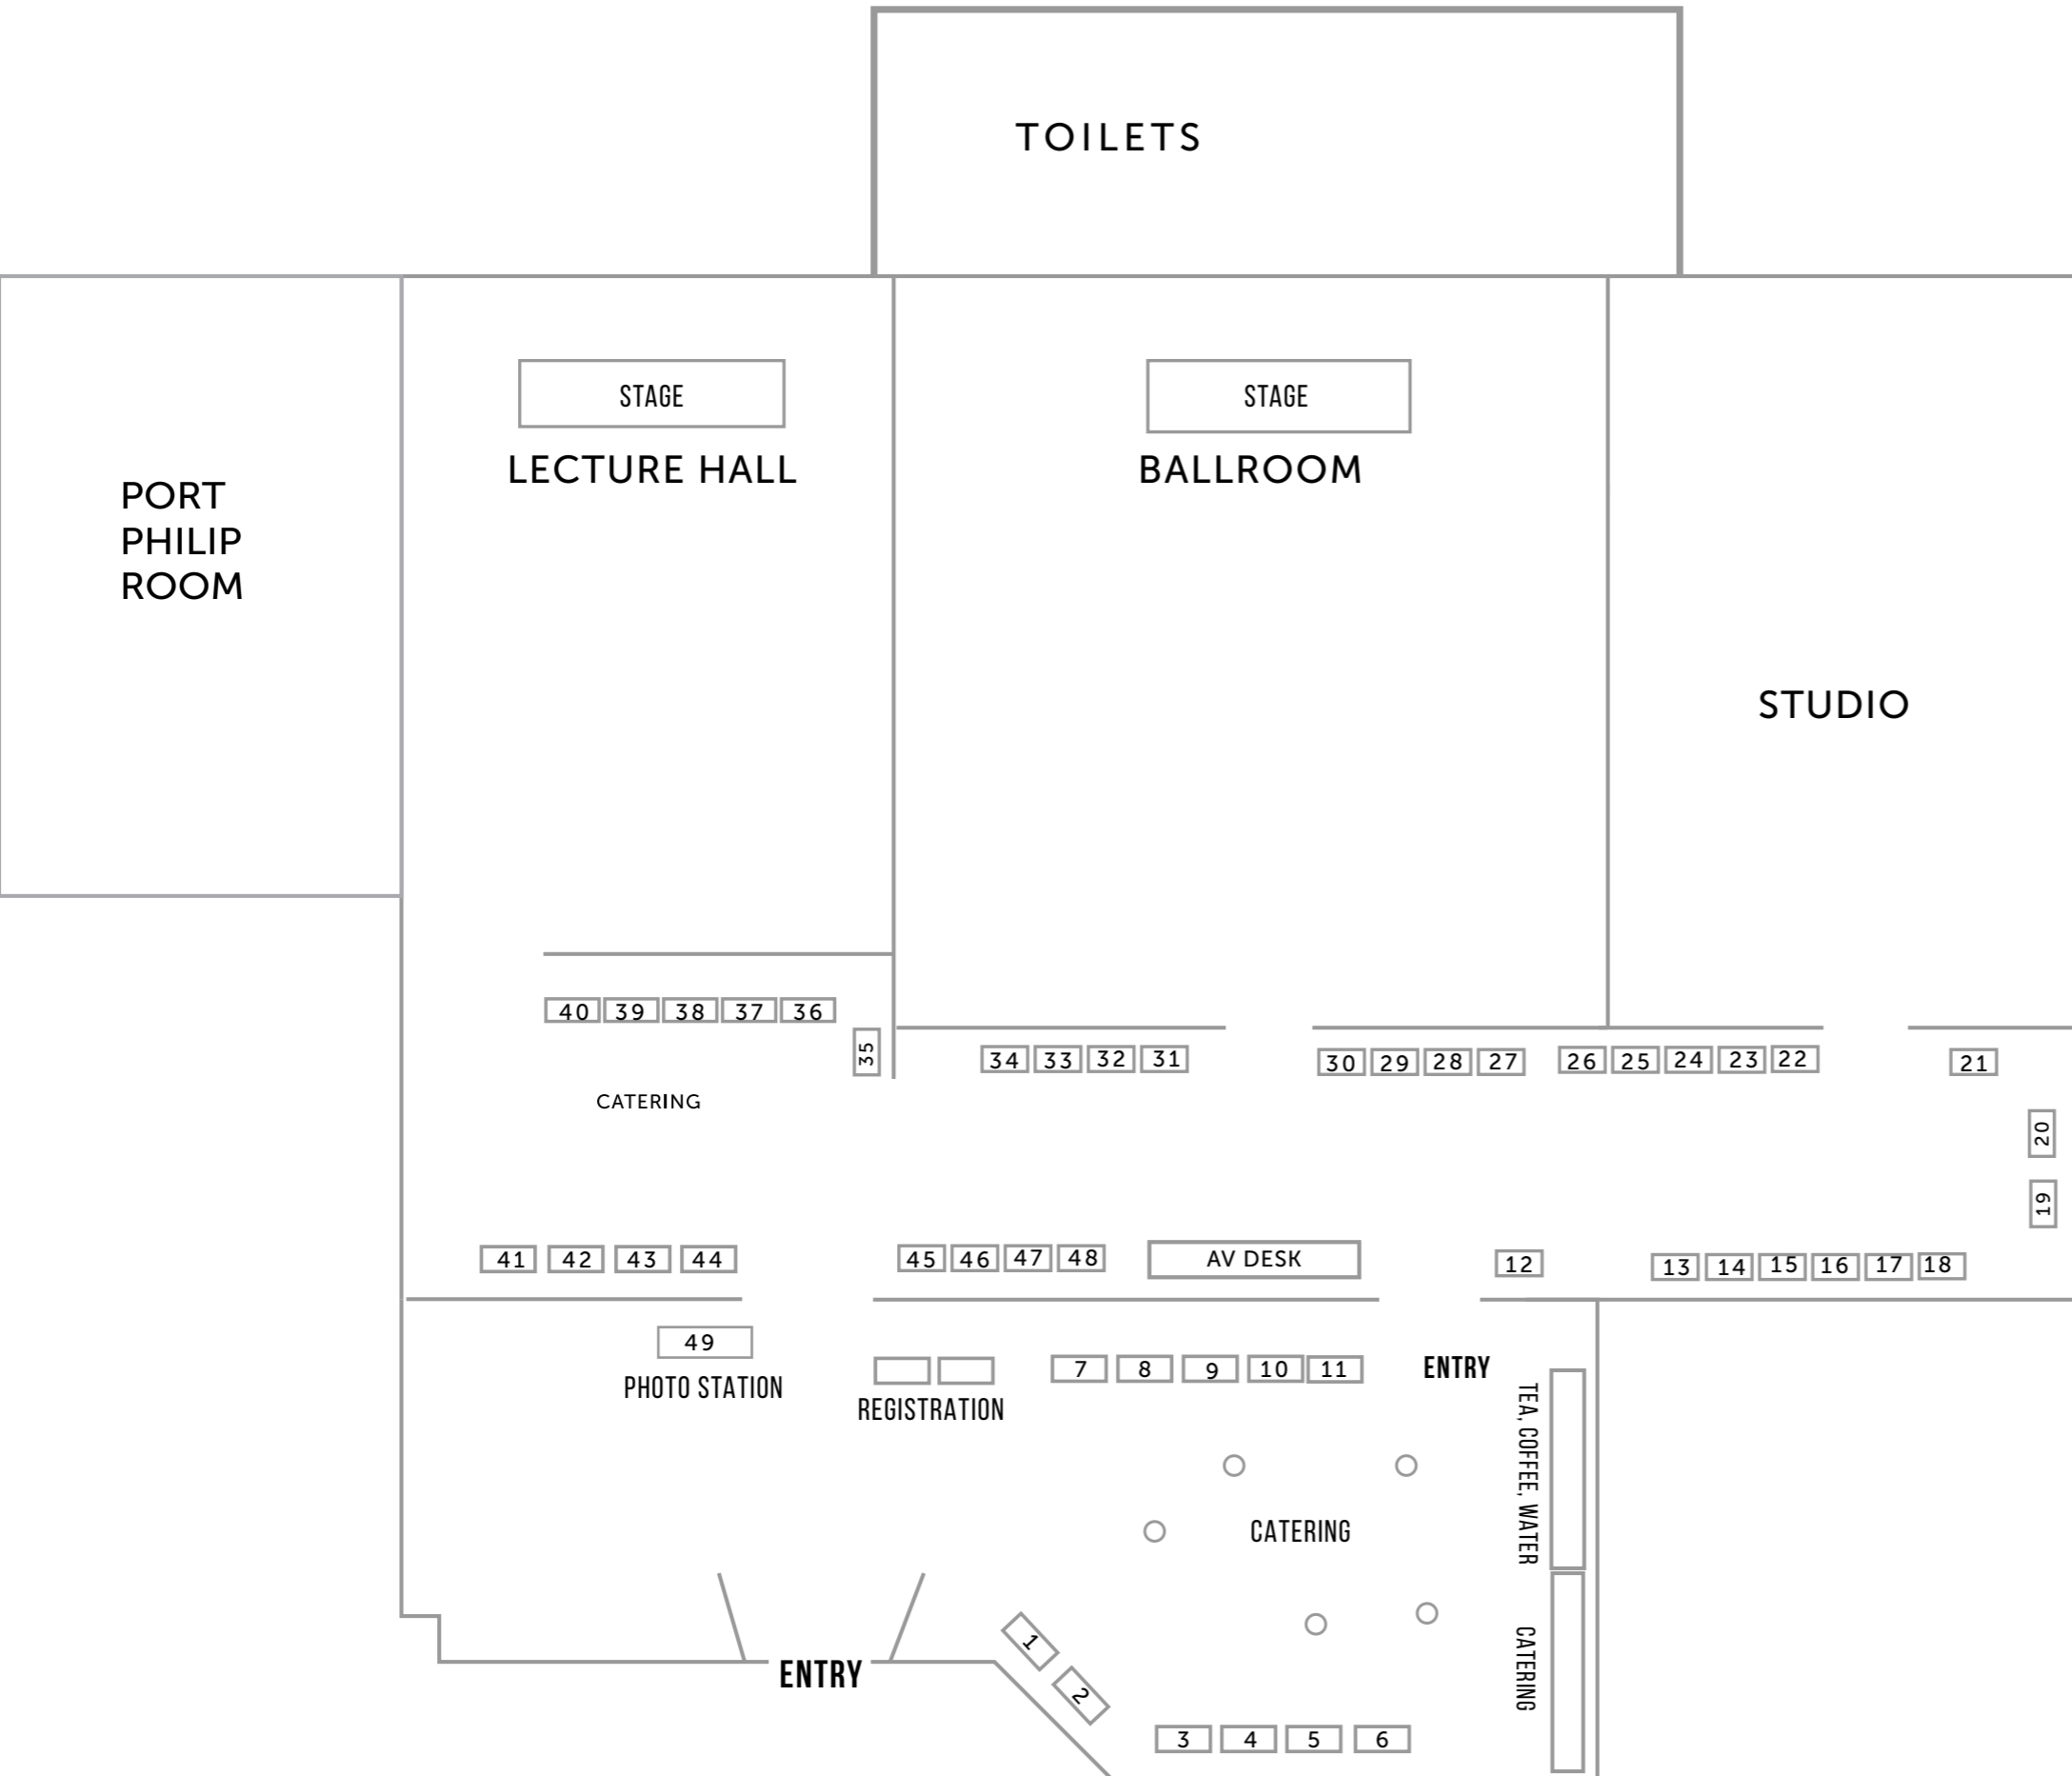 TOILETS
STAGE
STAGE
LECTURE HALL
BALLROOM
PORT
PHILIP
ROOM
STUDIO
40 39 38 37 36
35
34 33 32 31
30 29 28 27
26 25 24 23 22
21
CATERING
20
19
41 42 43 44
45 46 47 48
AV DESK
12
13 14 15 16 17 18
49
PHOTO STATION
REGISTRATION
7 8 9 10 11
ENTRY
TEA, COFFEE, WATER
CATERING
CATERING
ENTRY
1
2
3 4 5 6